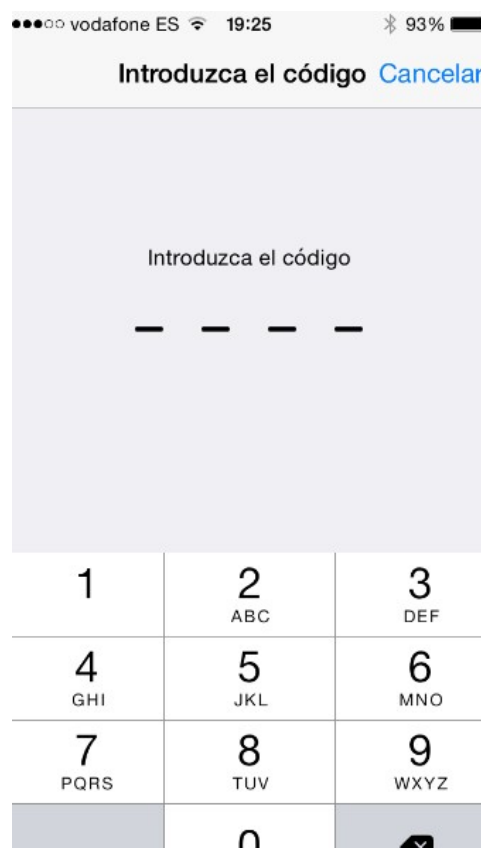 vodafone ES 19:25 93%
Introduzca el código Cancelar
Introduzca el código
1 2 3
ABC DEF
4 5 6
GHI JKL MNO
7 8 9
PQRS TUV WXYZ
0